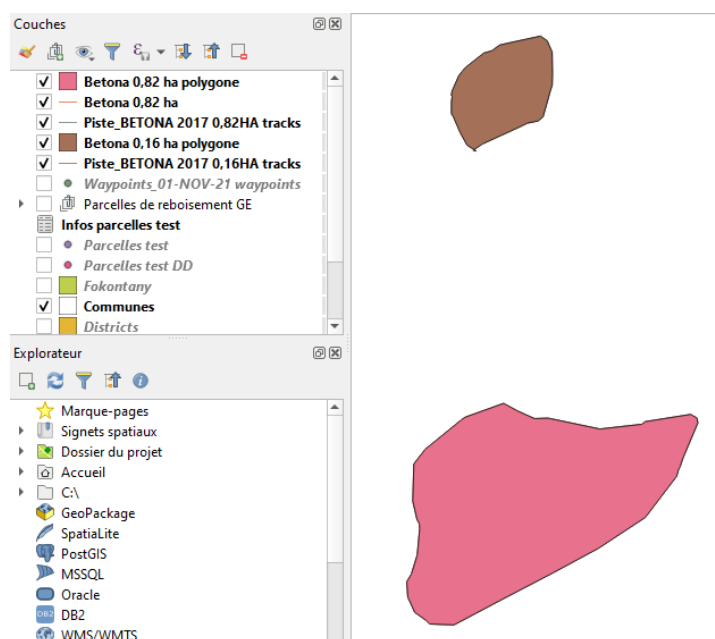 Couches
Betona 0,82 ha polygone
Betona 0,82 ha
Piste_BETONA 2017 0,82HA tracks
Betona 0,16 ha polygone
Piste_BETONA 2017 0,16HA tracks
Waypoints_01-NOV-21 waypoints
Parcelles de reboisement GE
Infos parcelles test
Parcelles test
Parcelles test DD
Fokontany
Communes
Districts
Explorateur
Marque-pages
Signets spatiaux
Dossier du projet
Accueil
C:\
GeoPackage
SpatiaLite
PostGIS
MSSQL
Oracle
DB2 DB2
WMS/WMTS